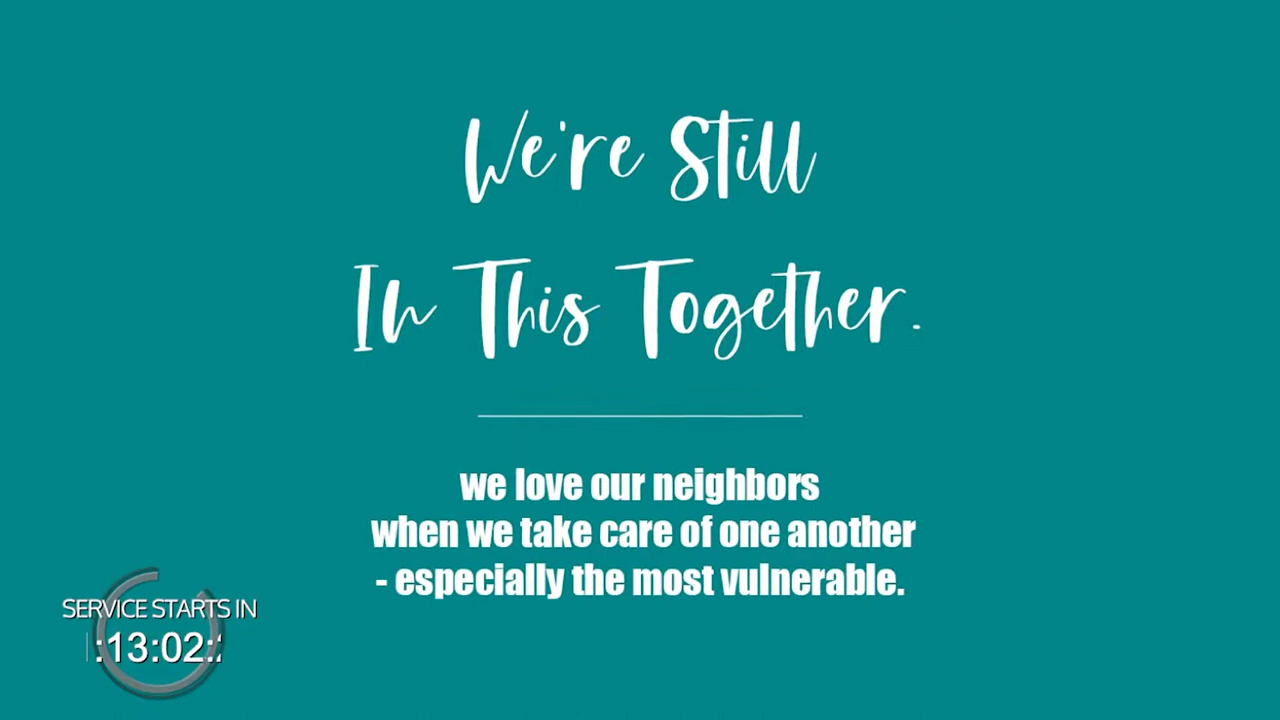 We're Still
In This Together.
we love our neighbors
when we take care of one another
- especially the most vulnerable.
SERVICE STARTS IN
:13:02: